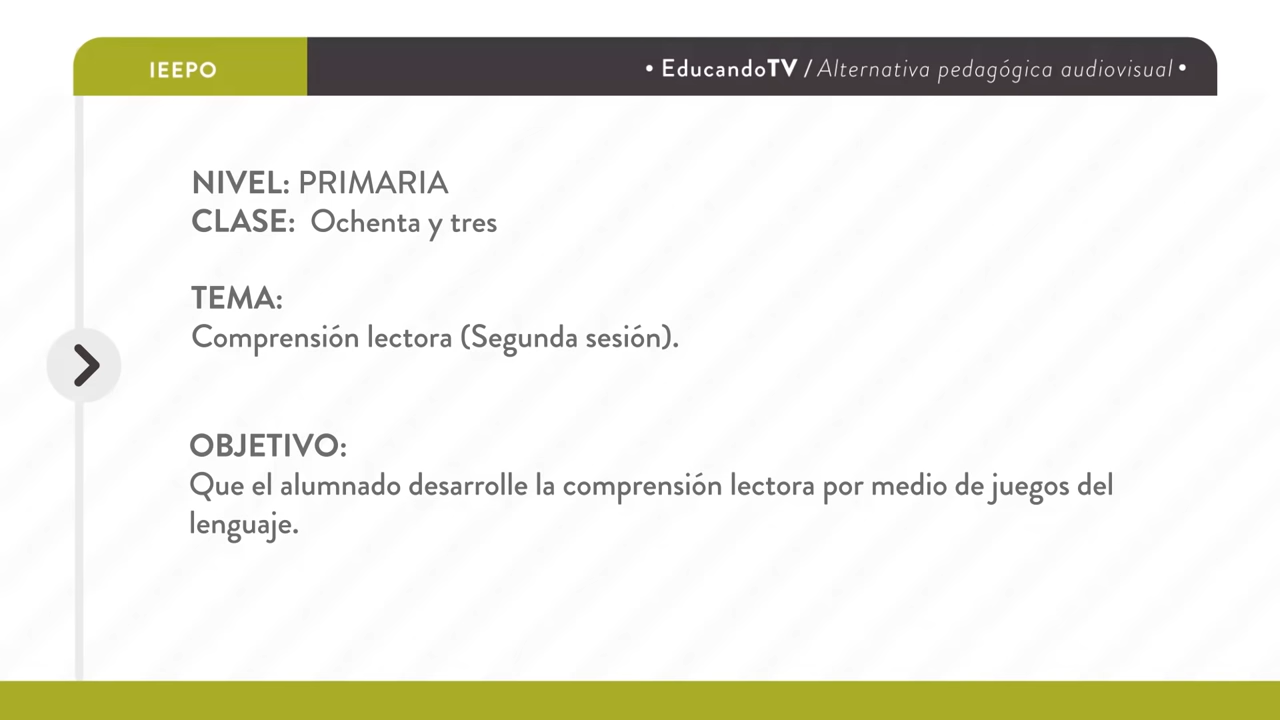 IEEPO
• EducandoTV / Alternativa pedagógica audiovisual •
NIVEL: PRIMARIA
CLASE: Ochenta y tres
TEMA:
Comprensión lectora (Segunda sesión).
OBJETIVO:
Que el alumnado desarrolle la comprensión lectora por medio de juegos del
lenguaje.